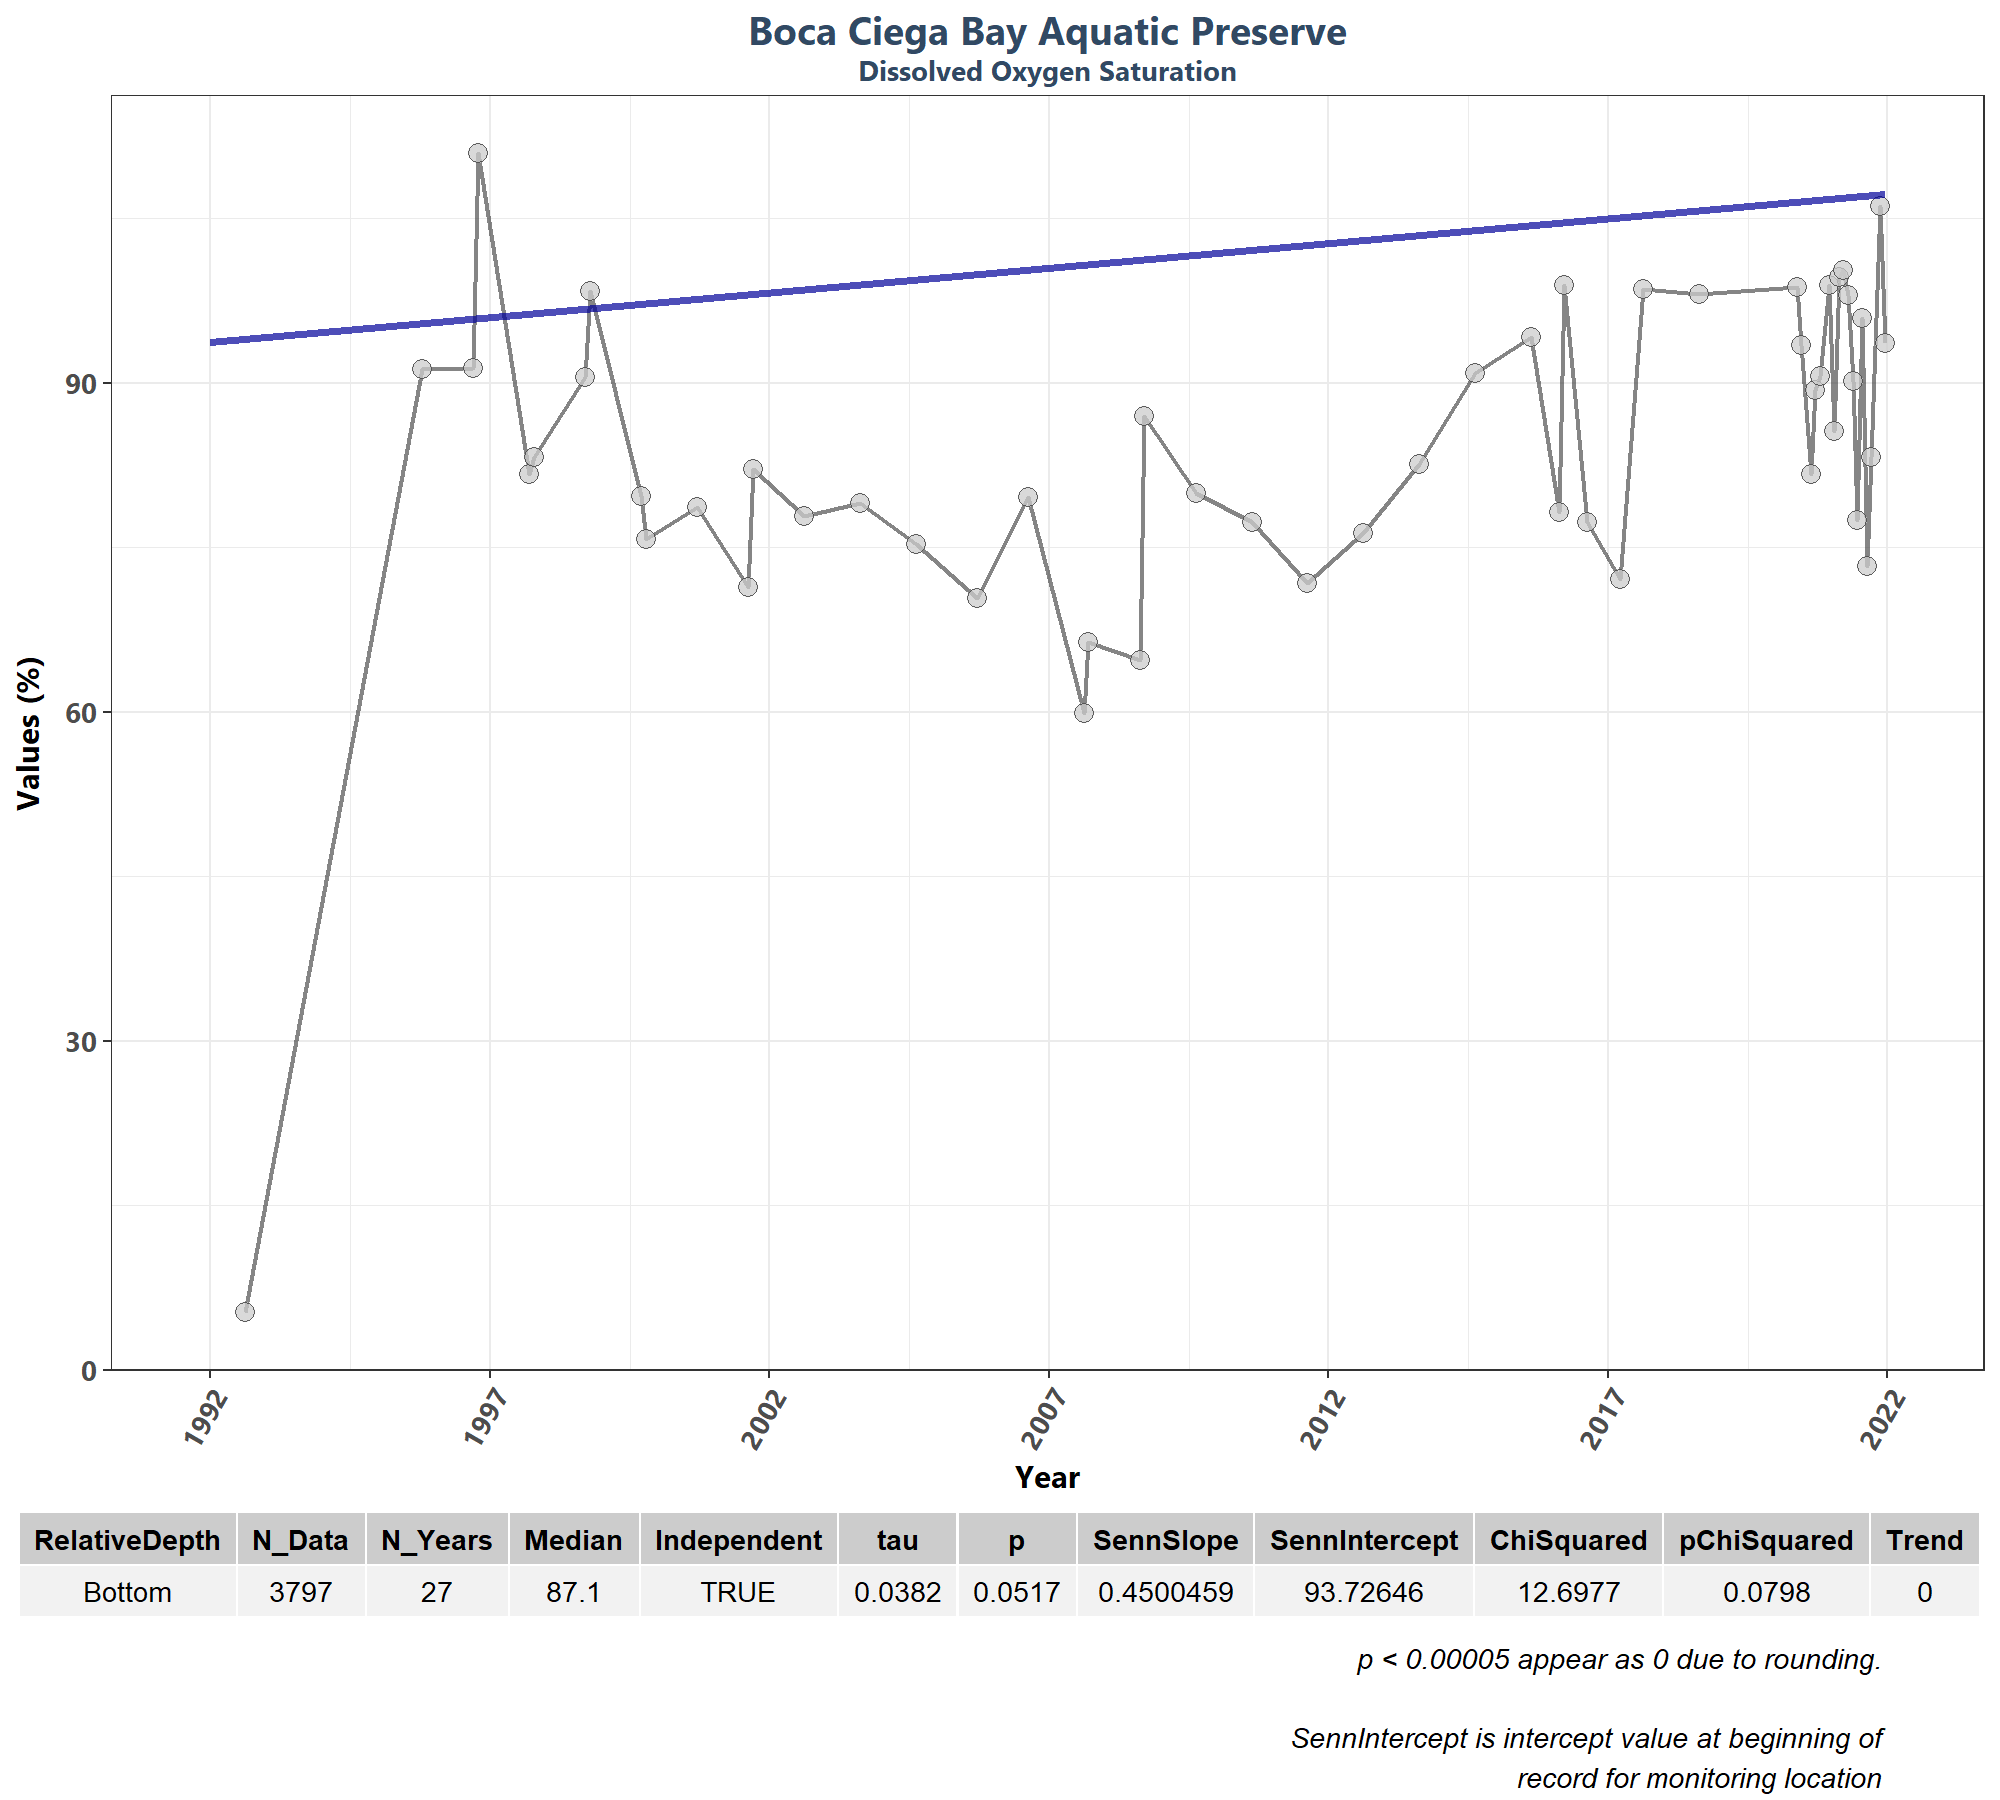 Boca Ciega Bay Aquatic Preserve
Dissolved Oxygen Saturation
Values (%)
90
60
30
0
1992 1997 2002 2007 2012 2017 2022
Year
RelativeDepth N_Data N_Years Median Independent tau p SennSlope SennIntercept ChiSquared pChiSquared Trend
Bottom 3797 27 87.1 TRUE 0.0382 0.0517 0.4500459 93.72646 12.6977 0.0798 0
p < 0.00005 appear as 0 due to rounding.
SennIntercept is intercept value at beginning of
record for monitoring location